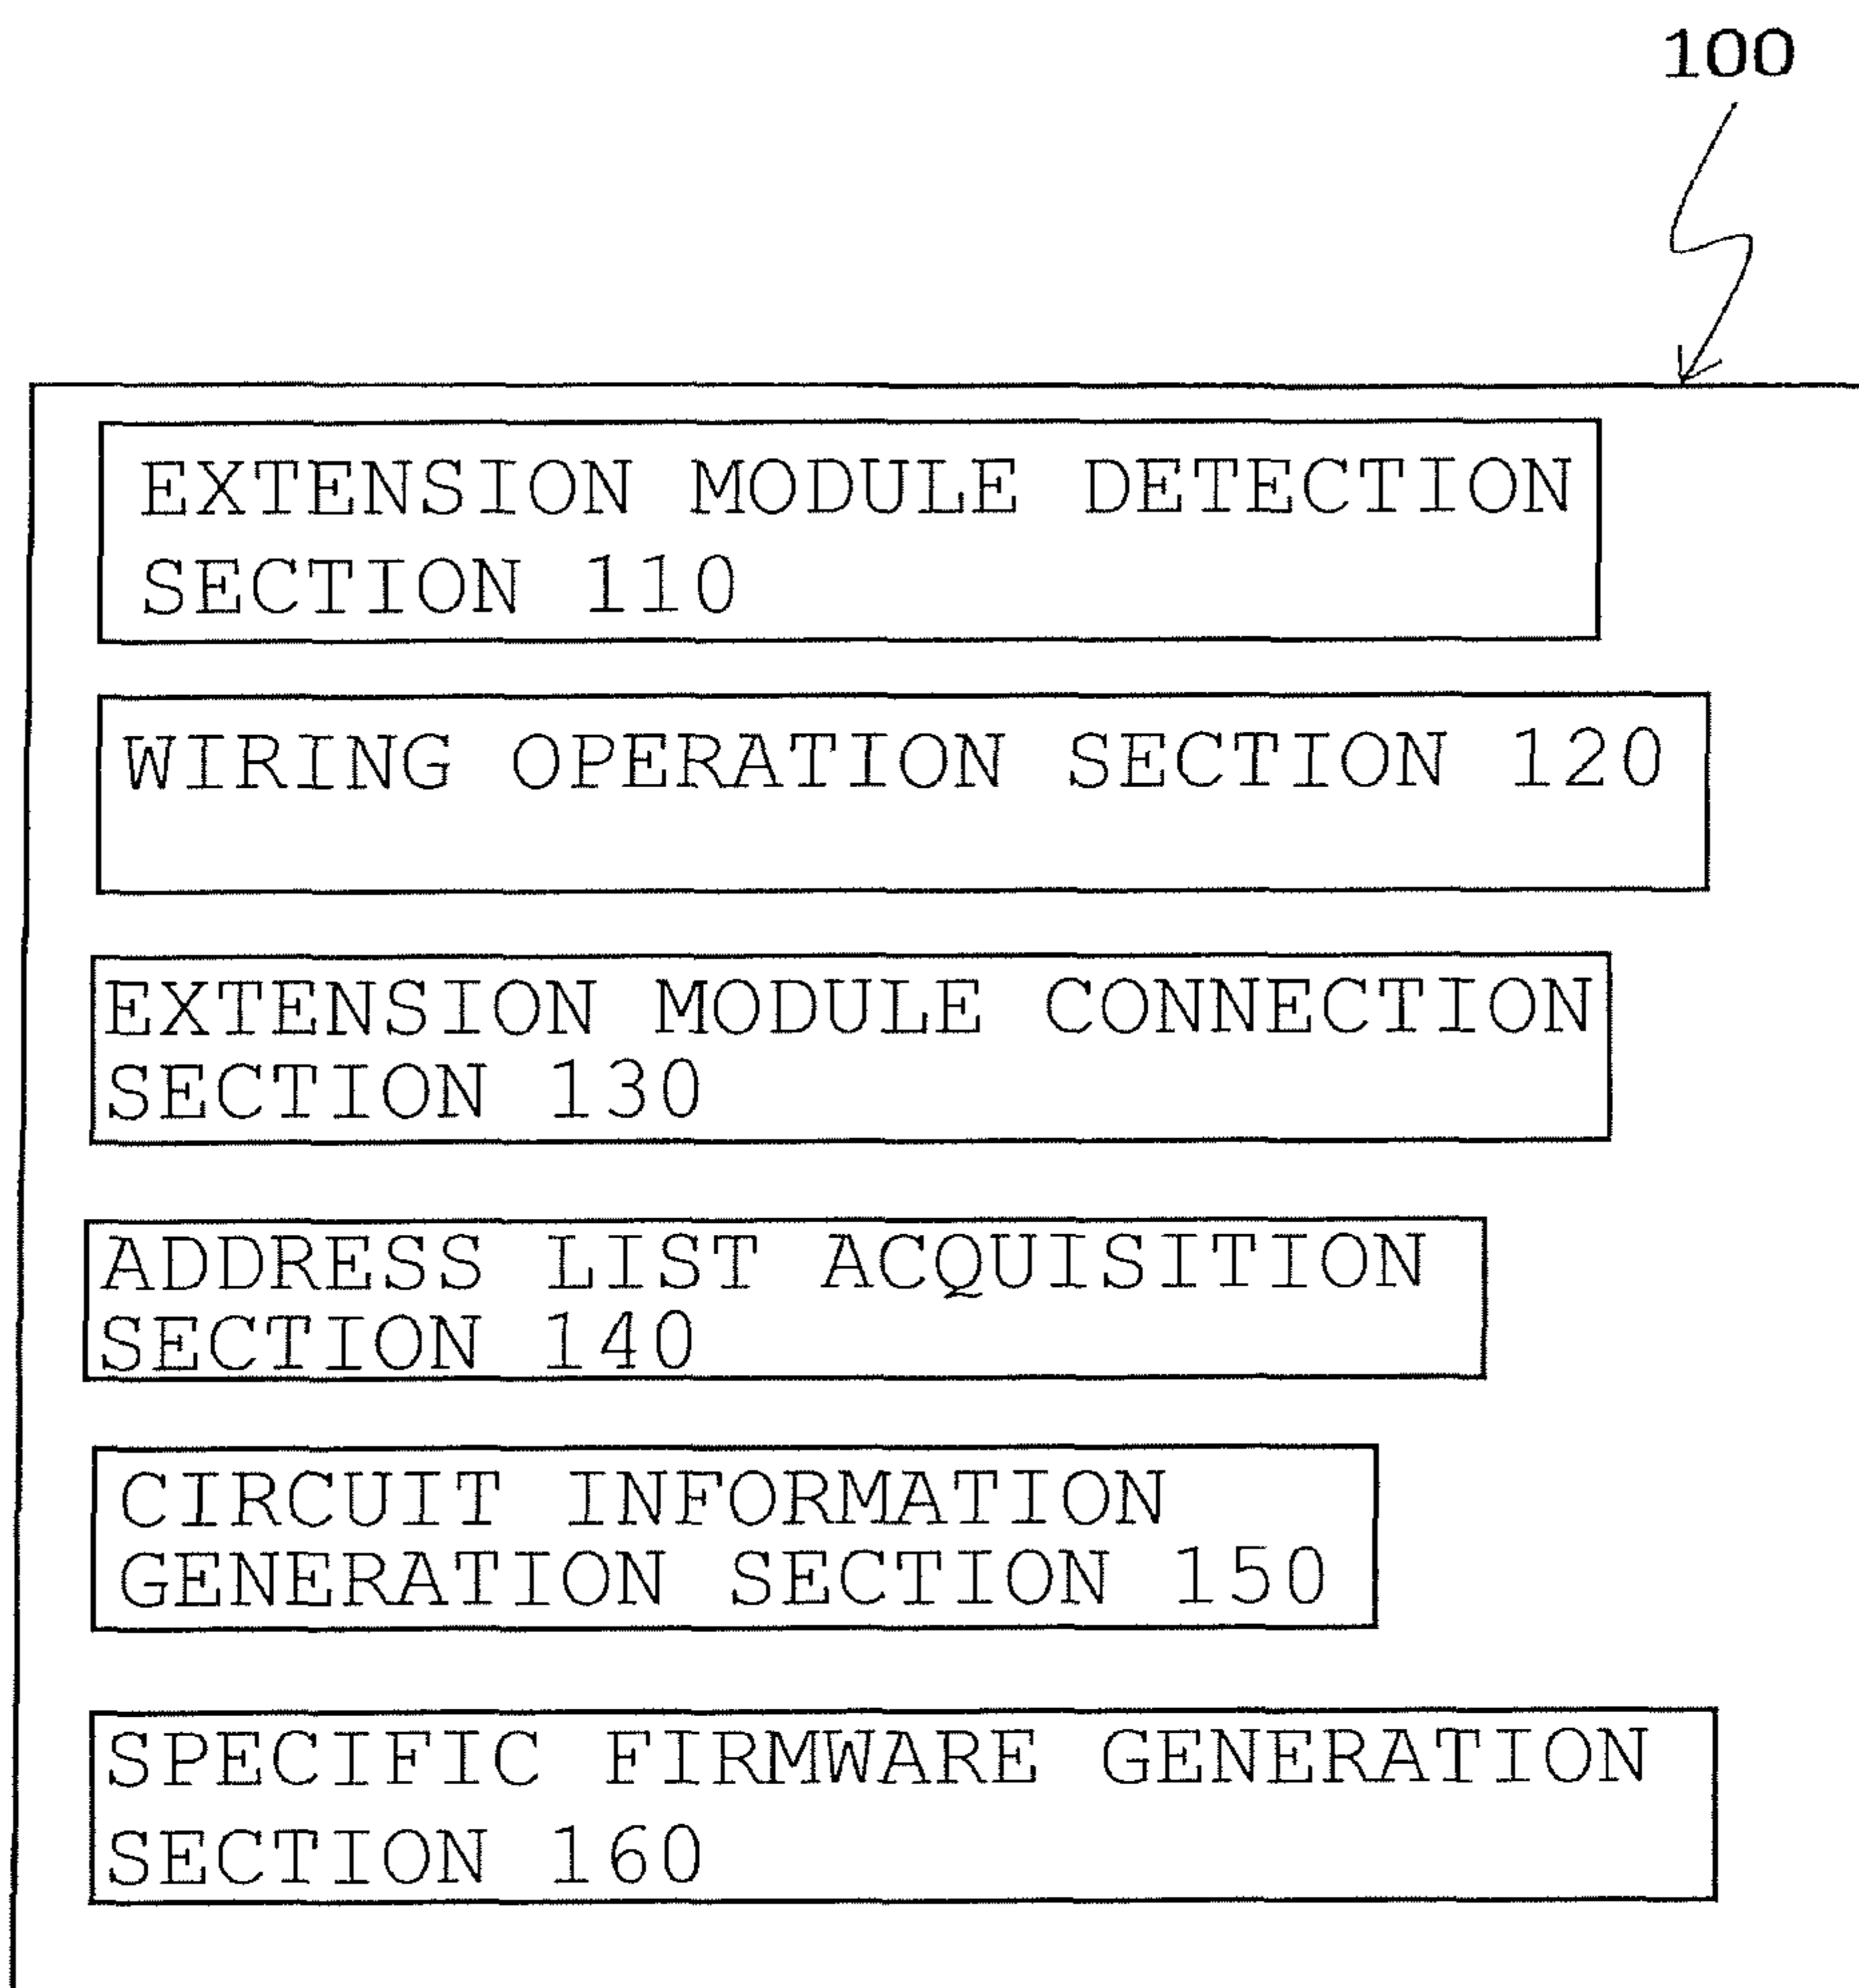 100
EXTENSION MODULE DETECTION
SECTION 110
WIRING OPERATION SECTION 120
EXTENSION MODULE CONNECTION
SECTION 130
ADDRESS LIST ACQUISITION
SECTION 140
CIRCUIT INFORMATION
GENERATION SECTION 150
SPECIFIC FIRMWARE GENERATION
SECTION 160